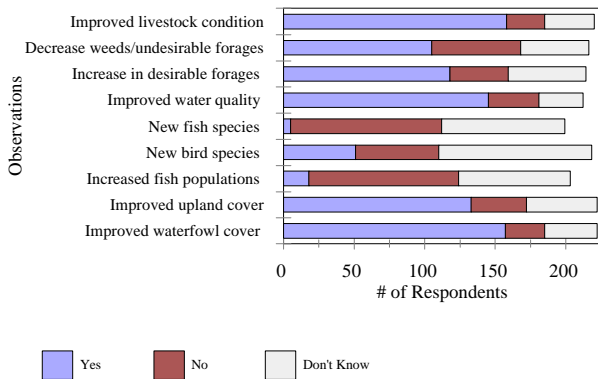 Improved livestock condition
Decrease weeds/undesirable forages
Increase in desirable forages
Improved water quality
New fish species
New bird species
Increased fish populations
Improved upland cover
Improved waterfowl cover
Observations
0 50 100 150 200
# of Respondents
Yes No Don't Know